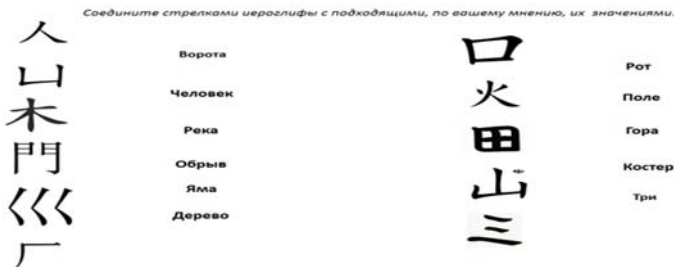 Соедините стрелками иероглифы с подходящими, по вашему мнению, их значениями.
人
凵
木
門
巛
厂
Ворота
Человек
Река
Обрыв
Яма
Дерево
口
火
田
山
三
Рот
Поле
Гора
Костер
Три